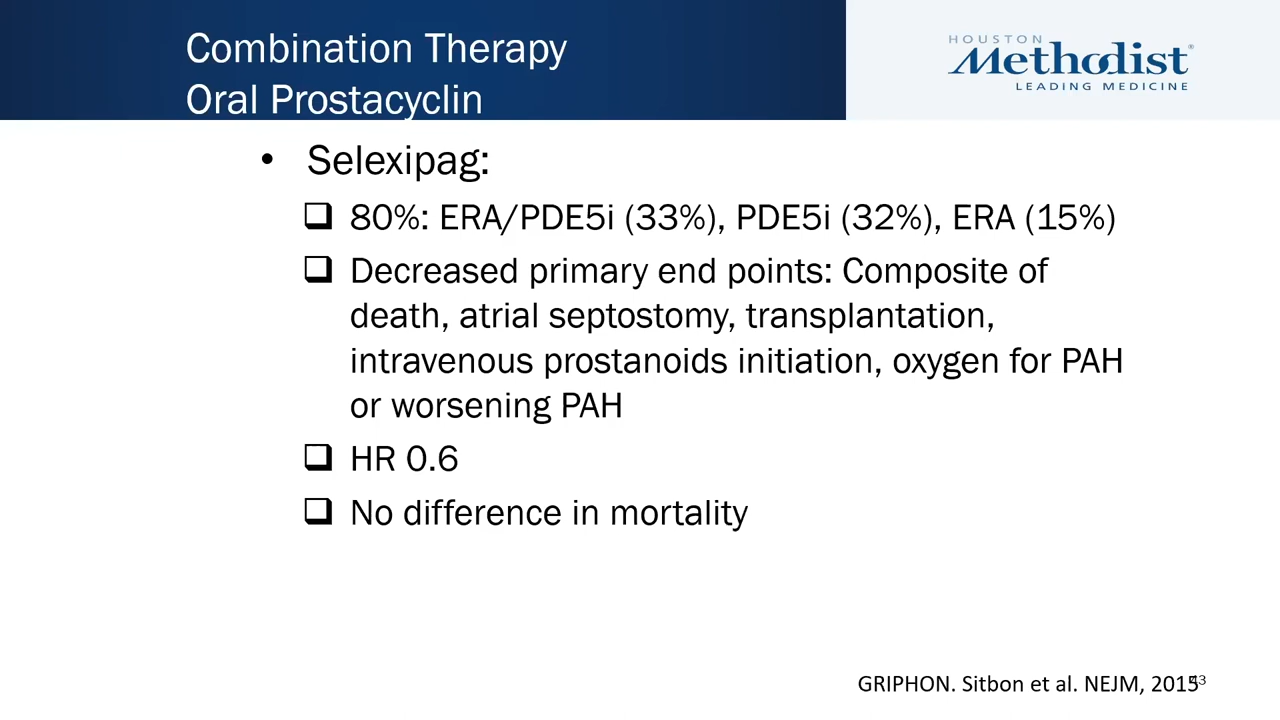 Combination Therapy
Oral Prostacyclin
HOUSTON
Methodist®
LEADING MEDICINE
• Selexipag:
❑ 80%: ERA/PDE5i (33%), PDE5i (32%), ERA (15%)
❑ Decreased primary end points: Composite of
death, atrial septostomy, transplantation,
intravenous prostanoids initiation, oxygen for PAH
or worsening PAH
❑ HR 0.6
❑ No difference in mortality
GRIPHON. Sitbon et al. NEJM, 2015
43